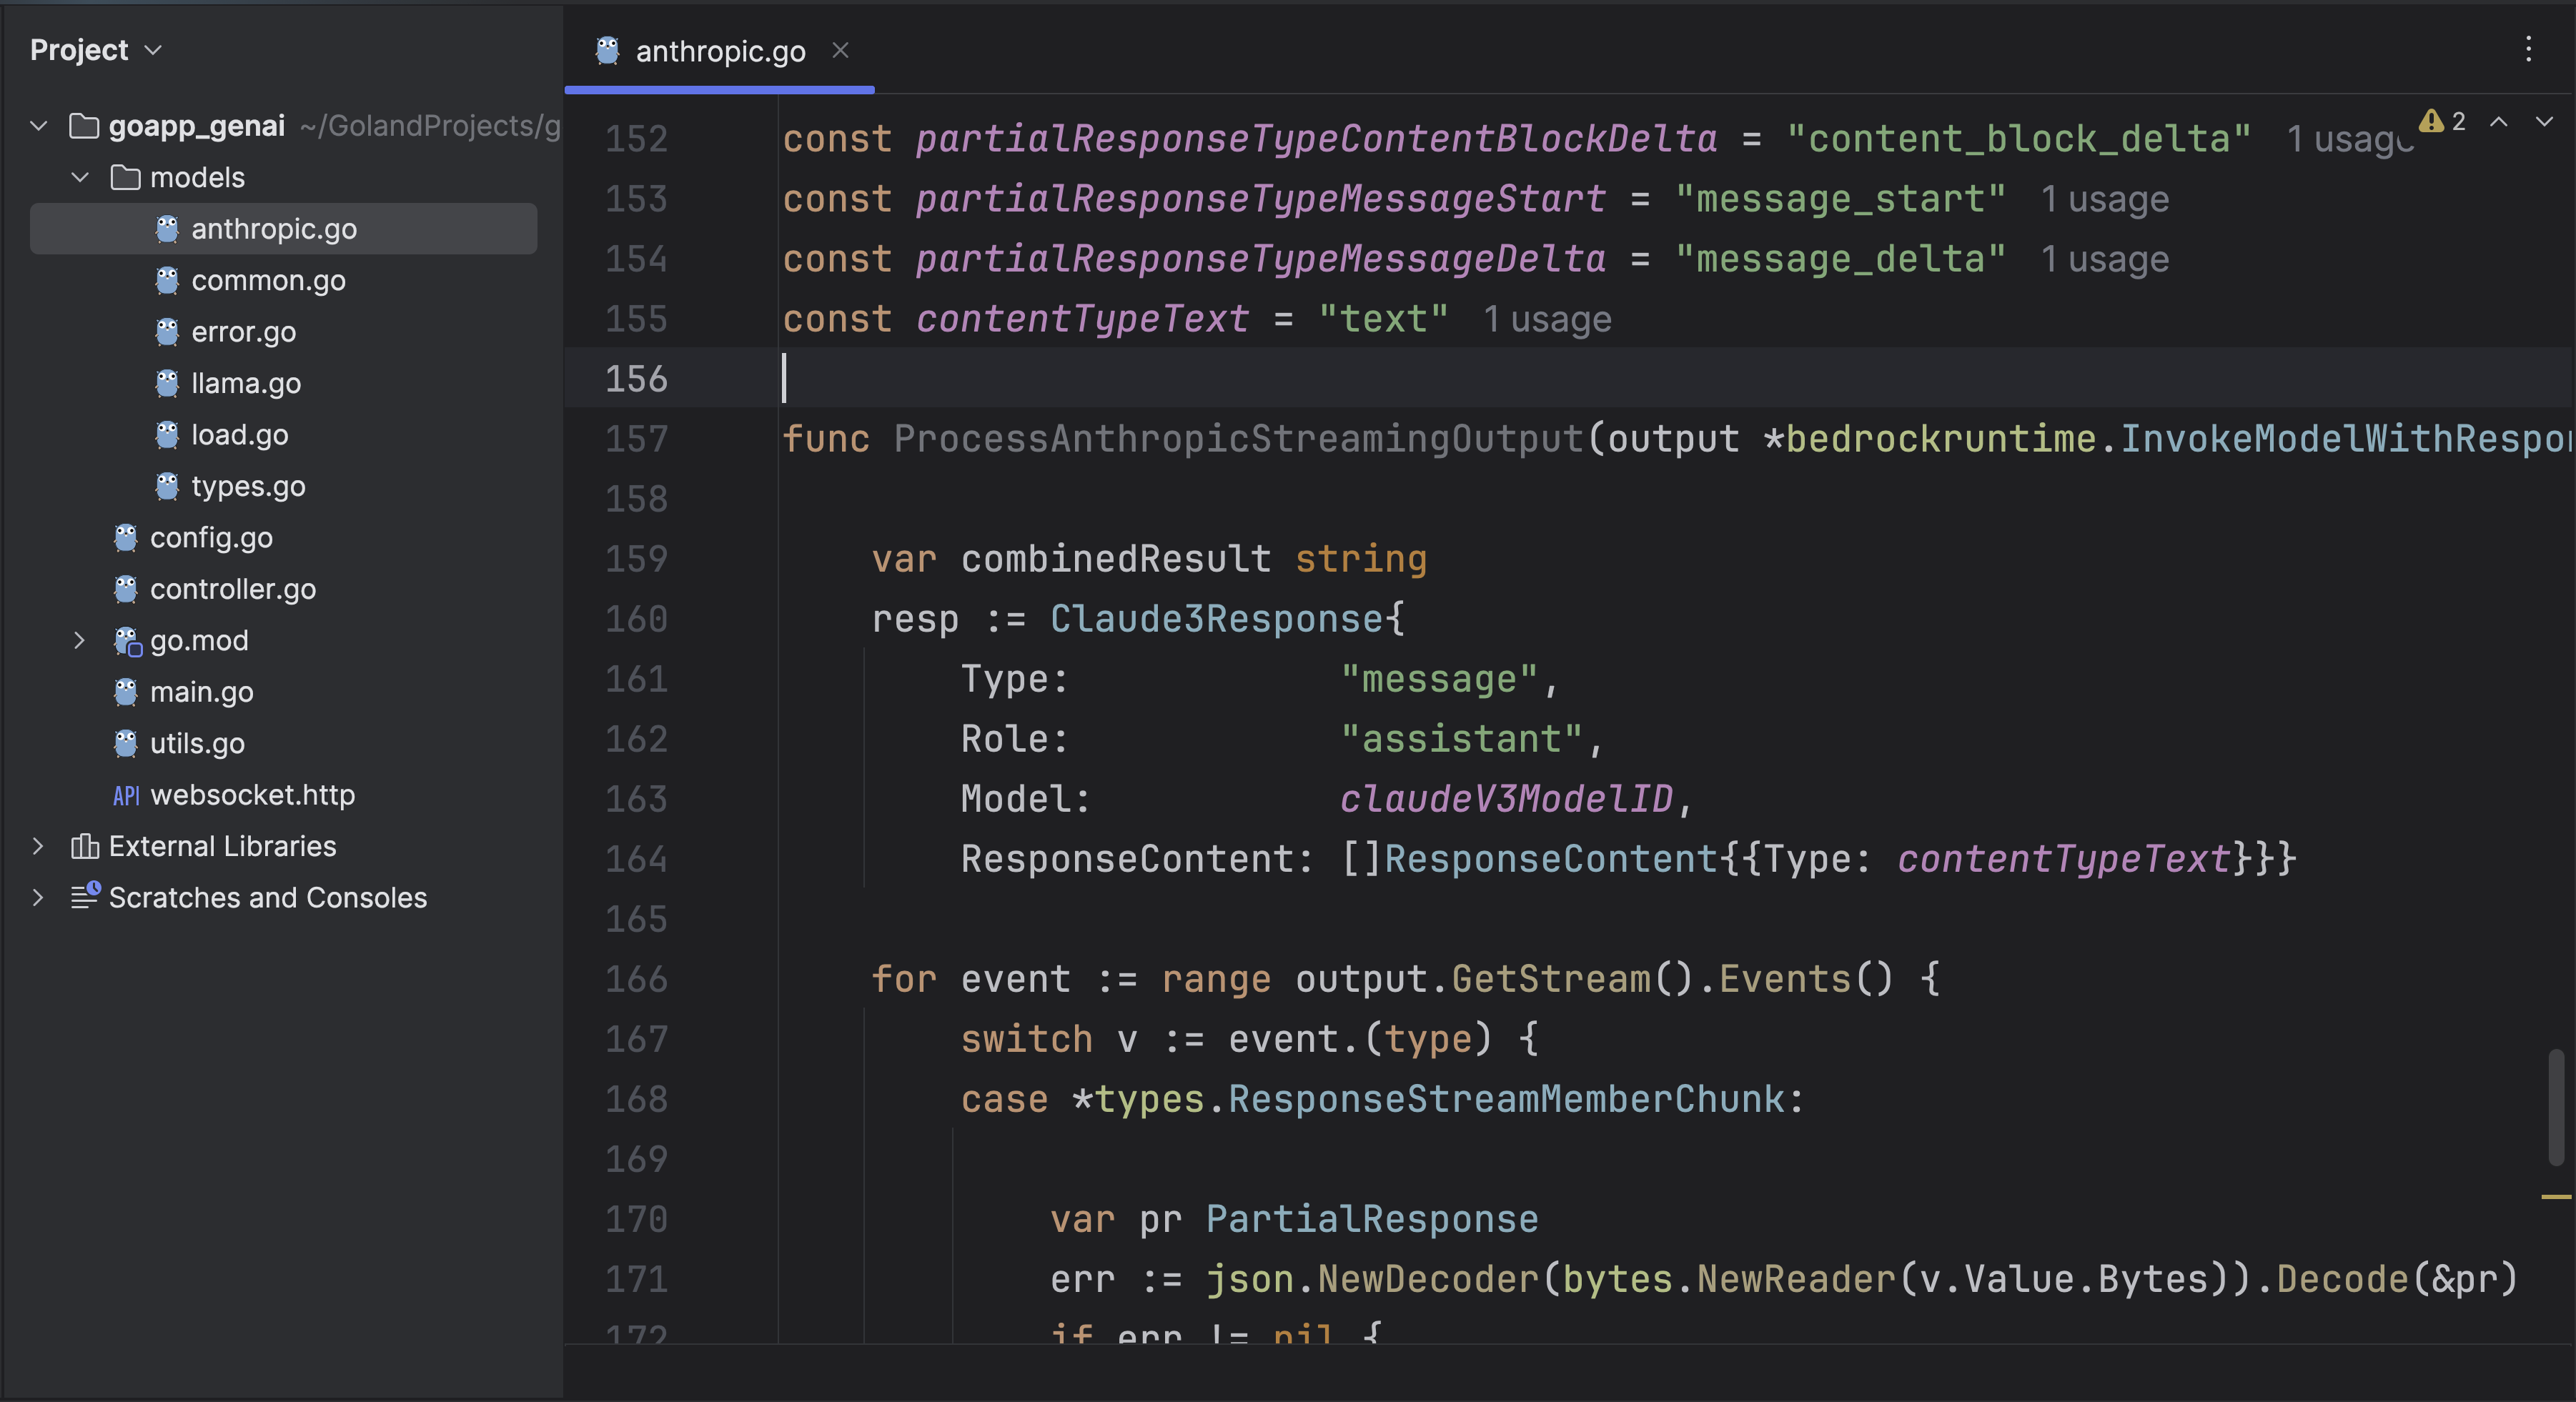 Project
goapp_genai ~/GolandProjects/g
models
anthropic.go
common.go
error.go
llama.go
load.go
types.go
config.go
controller.go
go.mod
main.go
utils.go
API websocket.http
External Libraries
Scratches and Consoles
anthropic.go
2
152 const partialResponseTypeContentBlockDelta = "content_block_delta" 1 usage
153 const partialResponseTypeMessageStart = "message_start" 1 usage
154 const partialResponseTypeMessageDelta = "message_delta" 1 usage
155 const contentTypeText = "text" 1 usage
156
157 func ProcessAnthropicStreamingOutput(output *bedrockruntime.InvokeModelWithRespon
158
159 var combinedResult string
160 resp := Claude3Response{
161 Type: "message",
162 Role: "assistant",
163 Model: claudeV3ModelID,
164 ResponseContent: []ResponseContent{{Type: contentTypeText}}}
165
166 for event := range output.GetStream().Events() {
167 switch v := event.(type) {
168 case *types.ResponseStreamMemberChunk:
169
170 var pr PartialResponse
171 err := json.NewDecoder(bytes.NewReader(v.Value.Bytes)).Decode(&pr)
172 if err != nil {